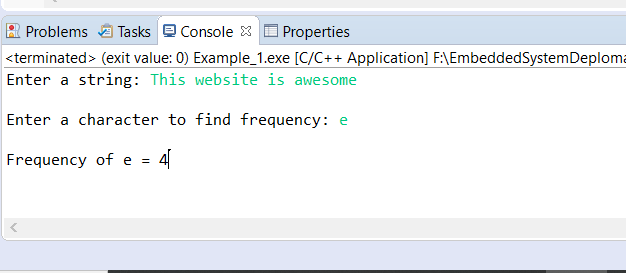 Problems Tasks Console Properties
<terminated> (exit value: 0) Example_1.exe [C/C++ Application] F:\EmbeddedSystemDeploma
Enter a string: This website is awesome
Enter a character to find frequency: e
Frequency of e = 4